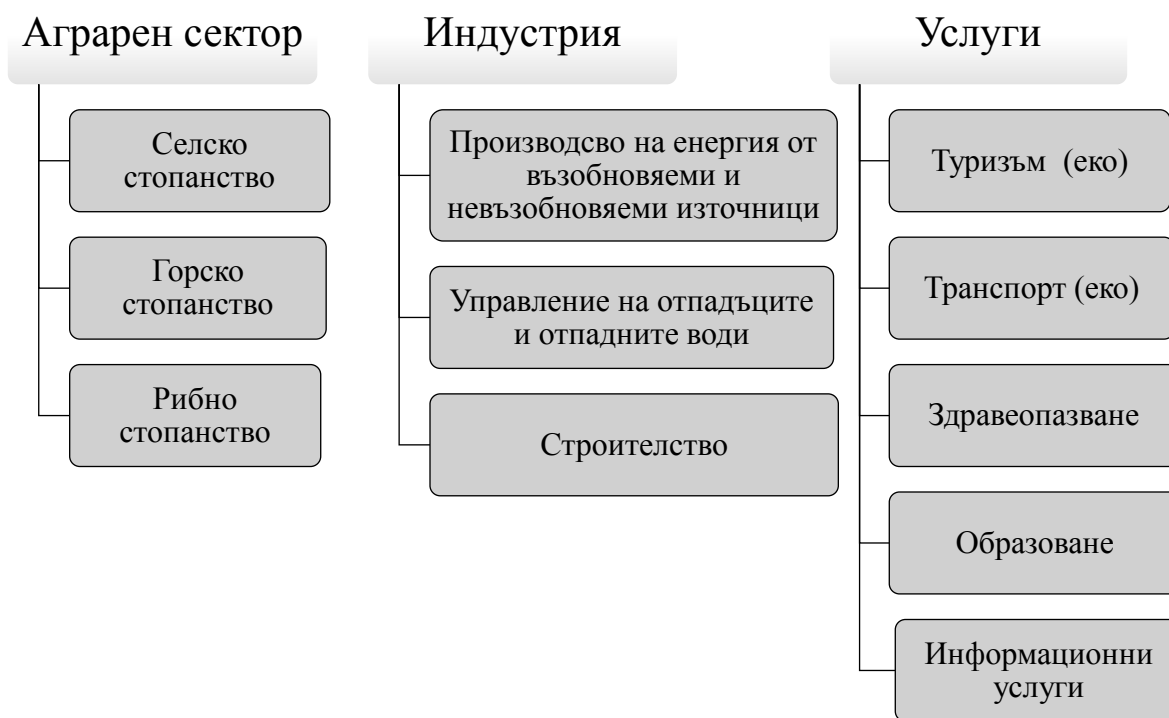 Аграрен сектор
Селско
стопанство
Горско
стопанство
Рибно
стопанство
Индустрия
Производсво на енергия от
възобновяеми и
невъзобновяеми източници
Управление на отпадъците
и отпадните води
Строителство
Услуги
Туризъм (еко)
Транспорт (еко)
Здравеопазване
Образоване
Информационни
услуги